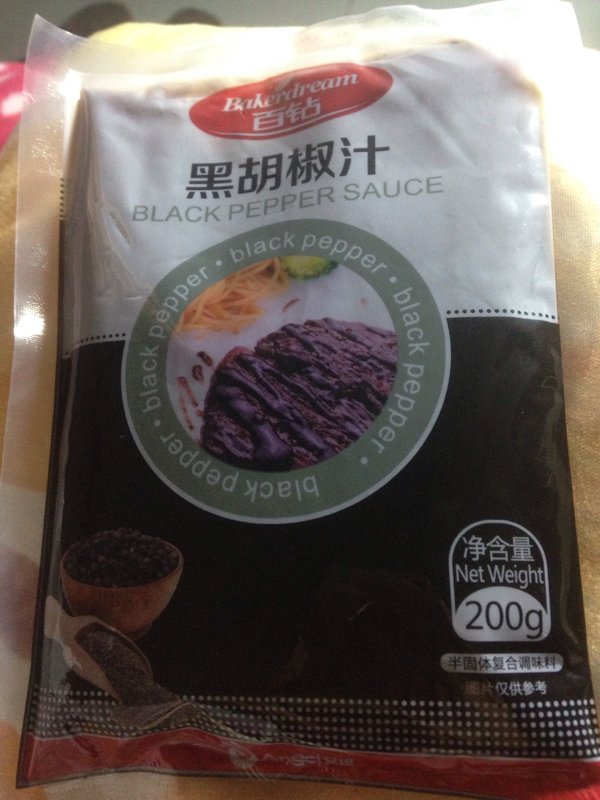 Bakerdream
百钻
黑胡椒汁
BLACK PEPPER SAUCE
black pepper • black pepper • black pepper • black pepper •
净含量
Net Weight
200g
半固体复合调味料
图片仅供参考